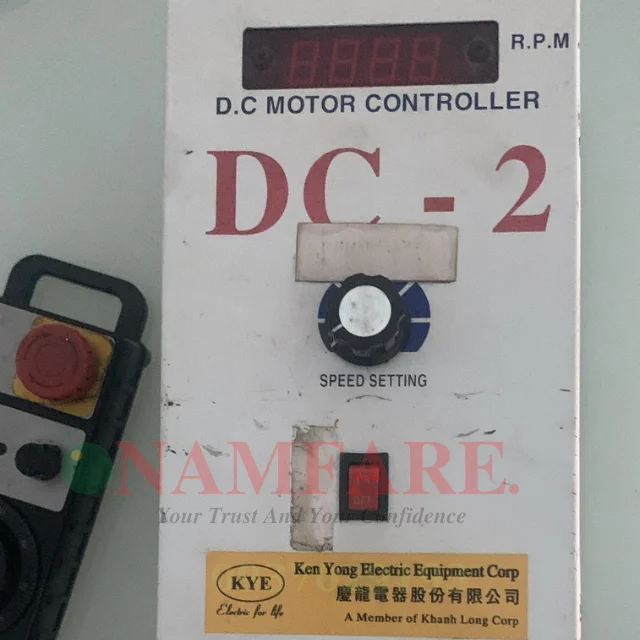 R.P.M
D.C MOTOR CONTROLLER
DC - 2
SPEED SETTING
NAMFARE.
OFF
Your Trust And Your Confidence
KYE
Electric for life
Ken Yong Electric Equipment Corp
慶龍電器股份有限公司
A Member of Khanh Long Corp